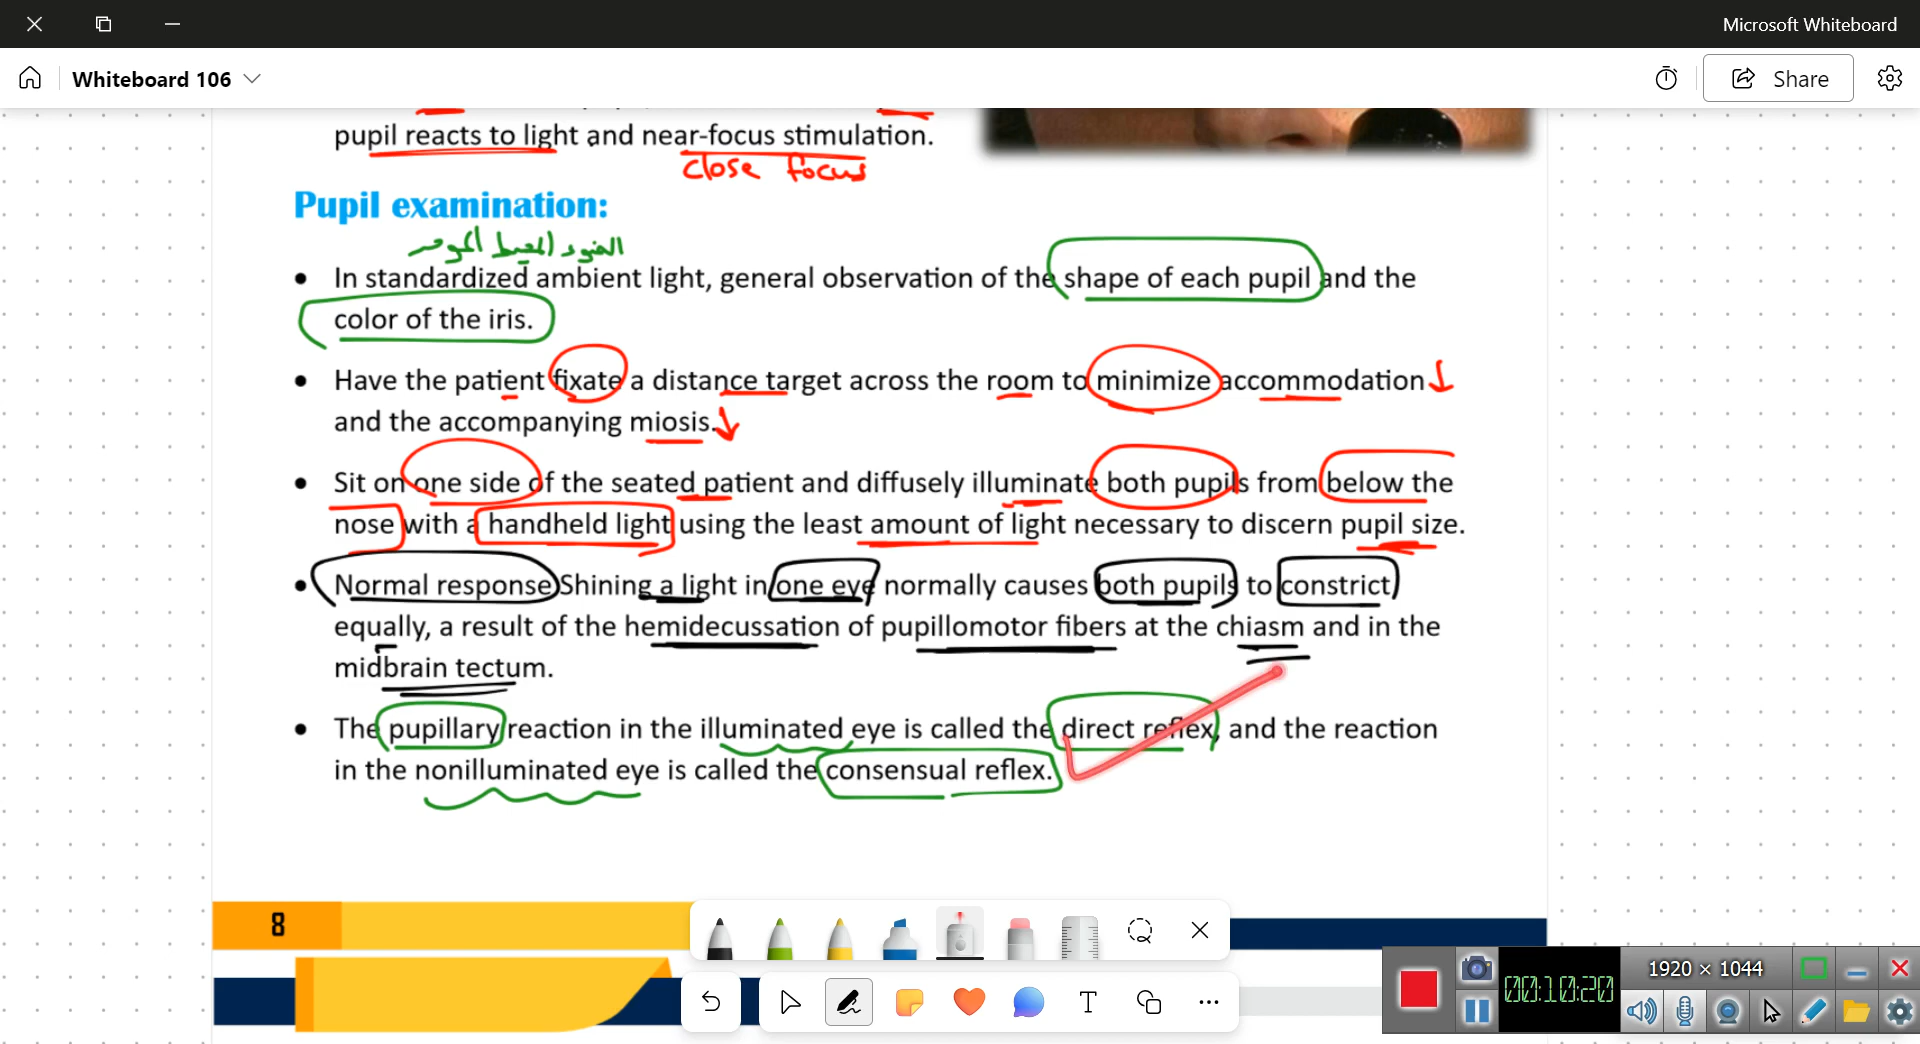 Microsoft Whiteboard
Whiteboard 106
Share
pupil reacts to light and near-focus stimulation.
close focus
Pupil examination:
الضوء المحيط الموحد
• In standardized ambient light, general observation of the shape of each pupil and the
color of the iris.
• Have the patient fixate a distance target across the room to minimize accommodation
and the accompanying miosis.
• Sit on one side of the seated patient and diffusely illuminate both pupils from below the
nose with a handheld light using the least amount of light necessary to discern pupil size.
• Normal response Shining a light in one eye normally causes both pupils to constrict
equally, a result of the hemidecussation of pupillomotor fibers at the chiasm and in the
midbrain tectum.
• The pupillary reaction in the illuminated eye is called the direct reflex, and the reaction
in the nonilluminated eye is called the consensual reflex.
8
00:10:20
1920 × 1044